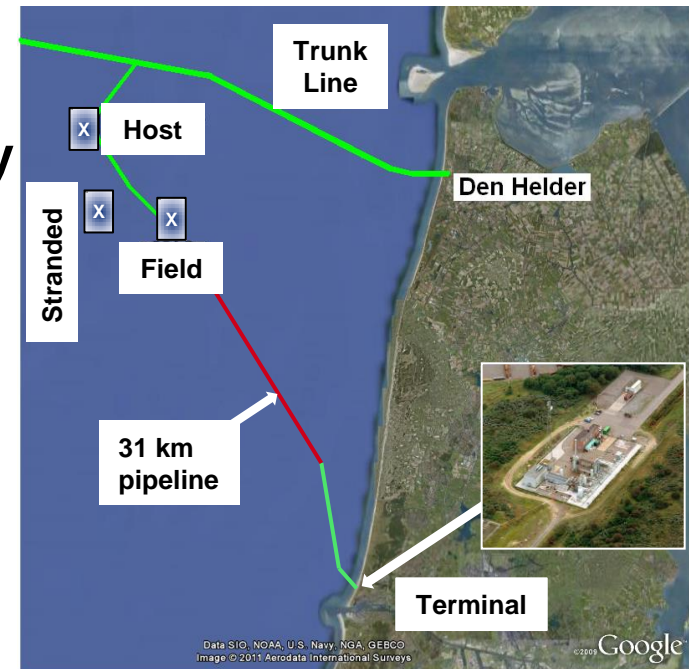 Trunk
Line
X
Host
y
Den Helder
Stranded
X
X
Field
31 km
pipeline
Terminal
Data SIO, NOAA, U.S. Navy, NGA, GEBCO
Image © 2011 Aerodata International Surveys
©2009 Google